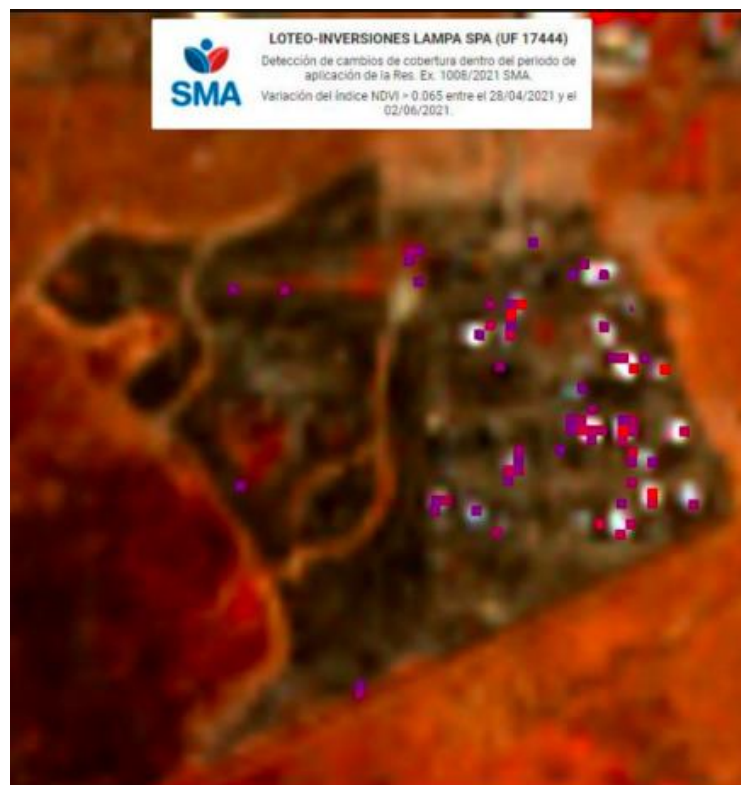 SMA
LOTEO-INVERSIONES LAMPA SPA (UF 17444)
Detección de cambios de cobertura dentro del periodo de
aplicación de la Res. Ex. 1008/2021 SMA.
Variación del índice NDVI > 0.065 entre el 28/04/2021 y el
02/06/2021.